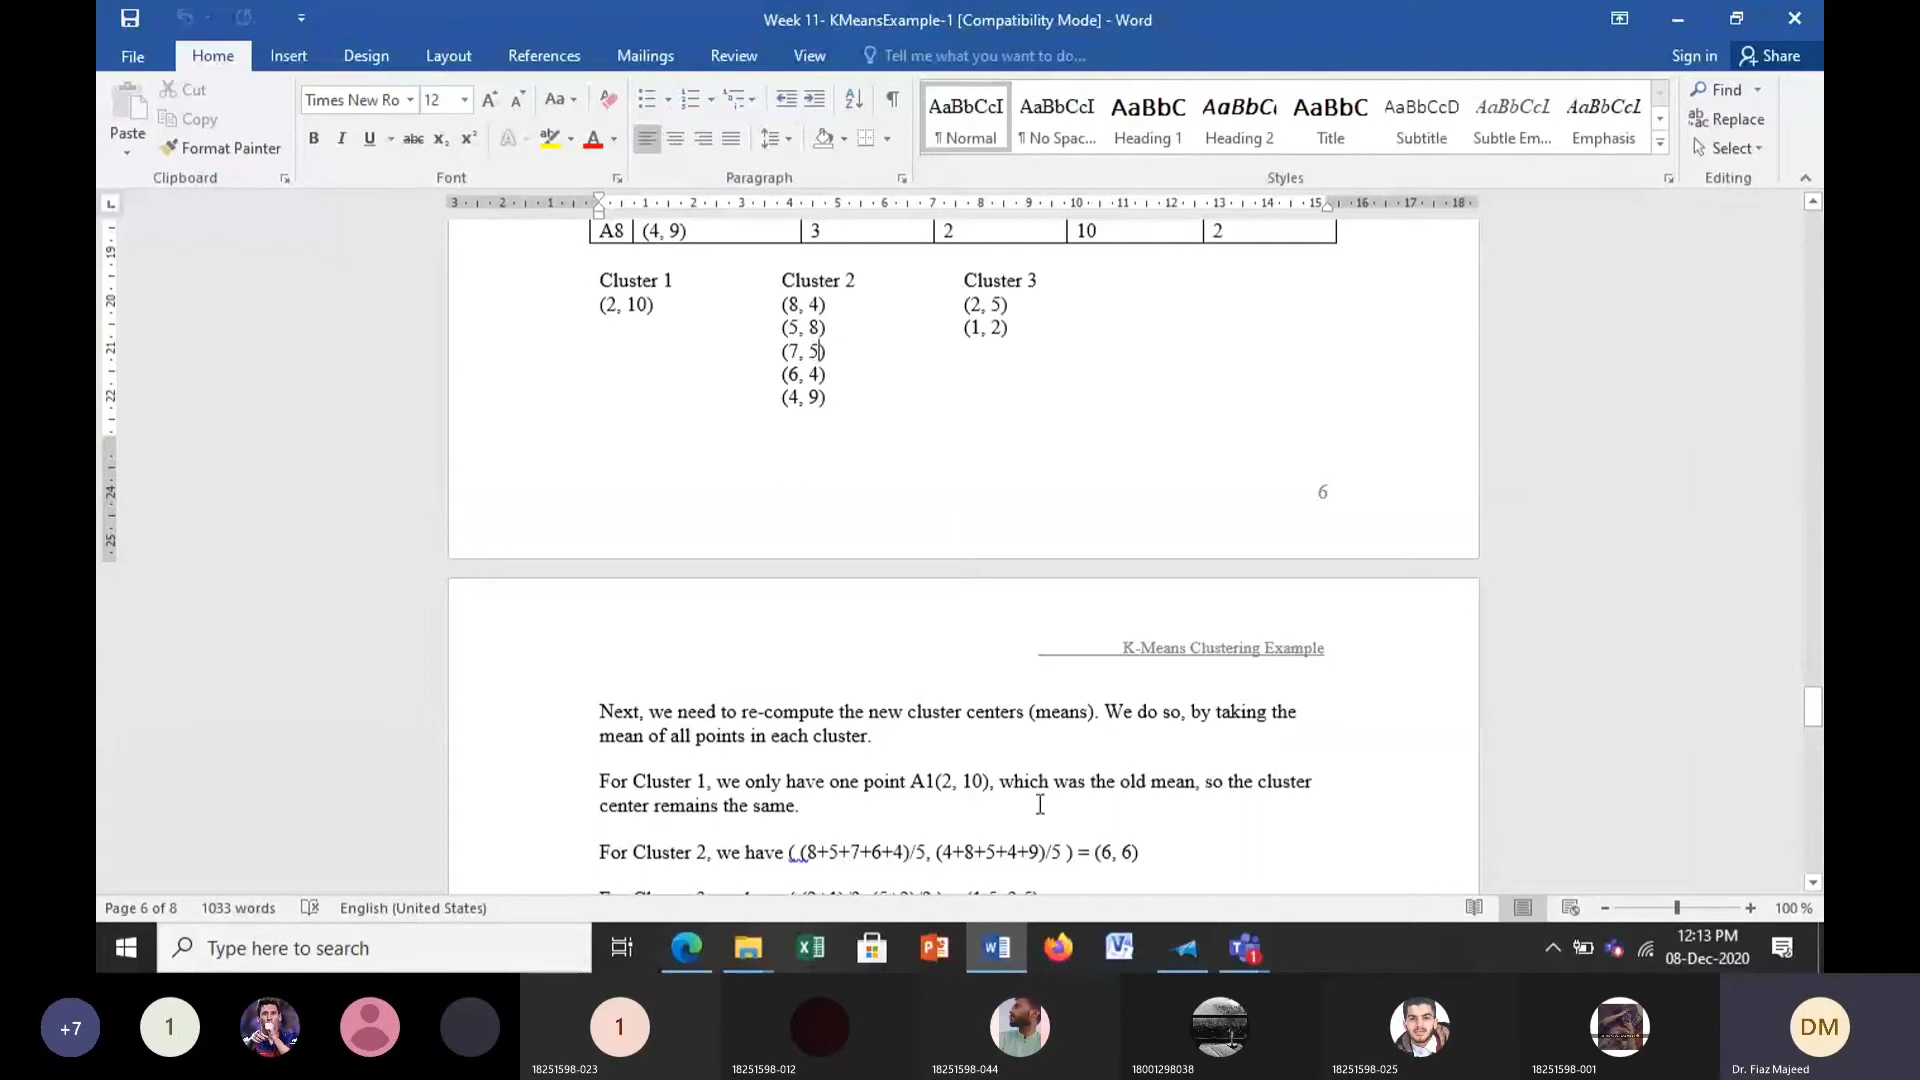 Week 11- KMeansExample-1 [Compatibility Mode] - Word
File Home Insert Design Layout References Mailings Review View Tell me what you want to do... Sign in Share
Paste
Cut
Copy
Format Painter
Clipboard
Times New Ro 12
Font
Paragraph
AaBbCcI AaBbCcI AaBbC AaBbC AaBbC AaBbCcD AaBbCcI AaBbCcI
¶ Normal ¶ No Spac... Heading 1 Heading 2 Title Subtitle Subtle Em... Emphasis
Styles
Find
Replace
Select
Editing
A8 (4, 9) 3 2 10 2
Cluster 1 Cluster 2 Cluster 3
(2, 10) (8, 4) (2, 5)
(5, 8) (1, 2)
(7, 5)
(6, 4)
(4, 9)
6
K-Means Clustering Example
Next, we need to re-compute the new cluster centers (means). We do so, by taking the
mean of all points in each cluster.
For Cluster 1, we only have one point A1(2, 10), which was the old mean, so the cluster
center remains the same.
For Cluster 2, we have ( (8+5+7+6+4)/5, (4+8+5+4+9)/5 ) = (6, 6)
Page 6 of 8 1033 words English (United States) 100 %
Type here to search
12:13 PM
08-Dec-2020
+7 1 1 DM
18251598-023 18251598-012 18251598-044 18001298038 18251598-025 18251598-001 Dr. Fiaz Majeed